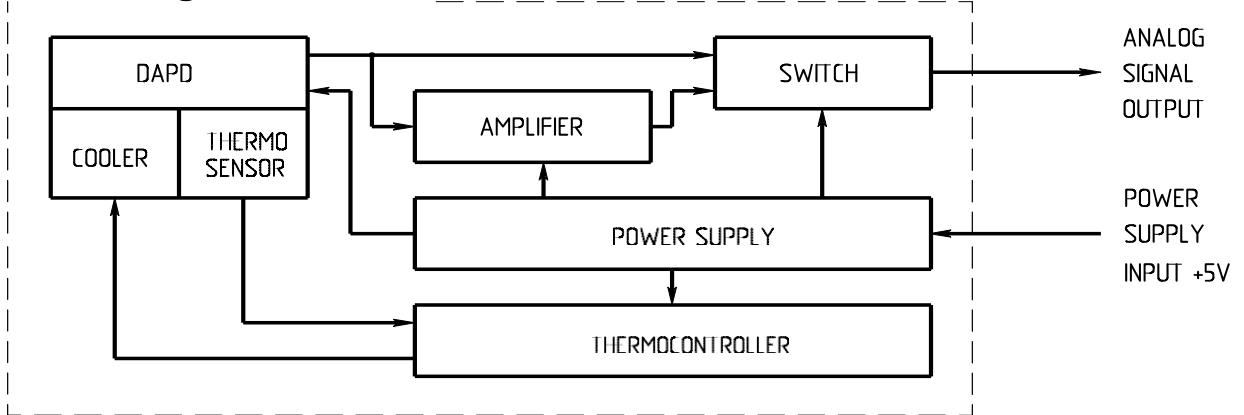 DAPD
COOLER
THERMO
SENSOR
AMPLIFIER
SWITCH
POWER SUPPLY
THERMOCONTROLLER
ANALOG
SIGNAL
OUTPUT
POWER
SUPPLY
INPUT +5V